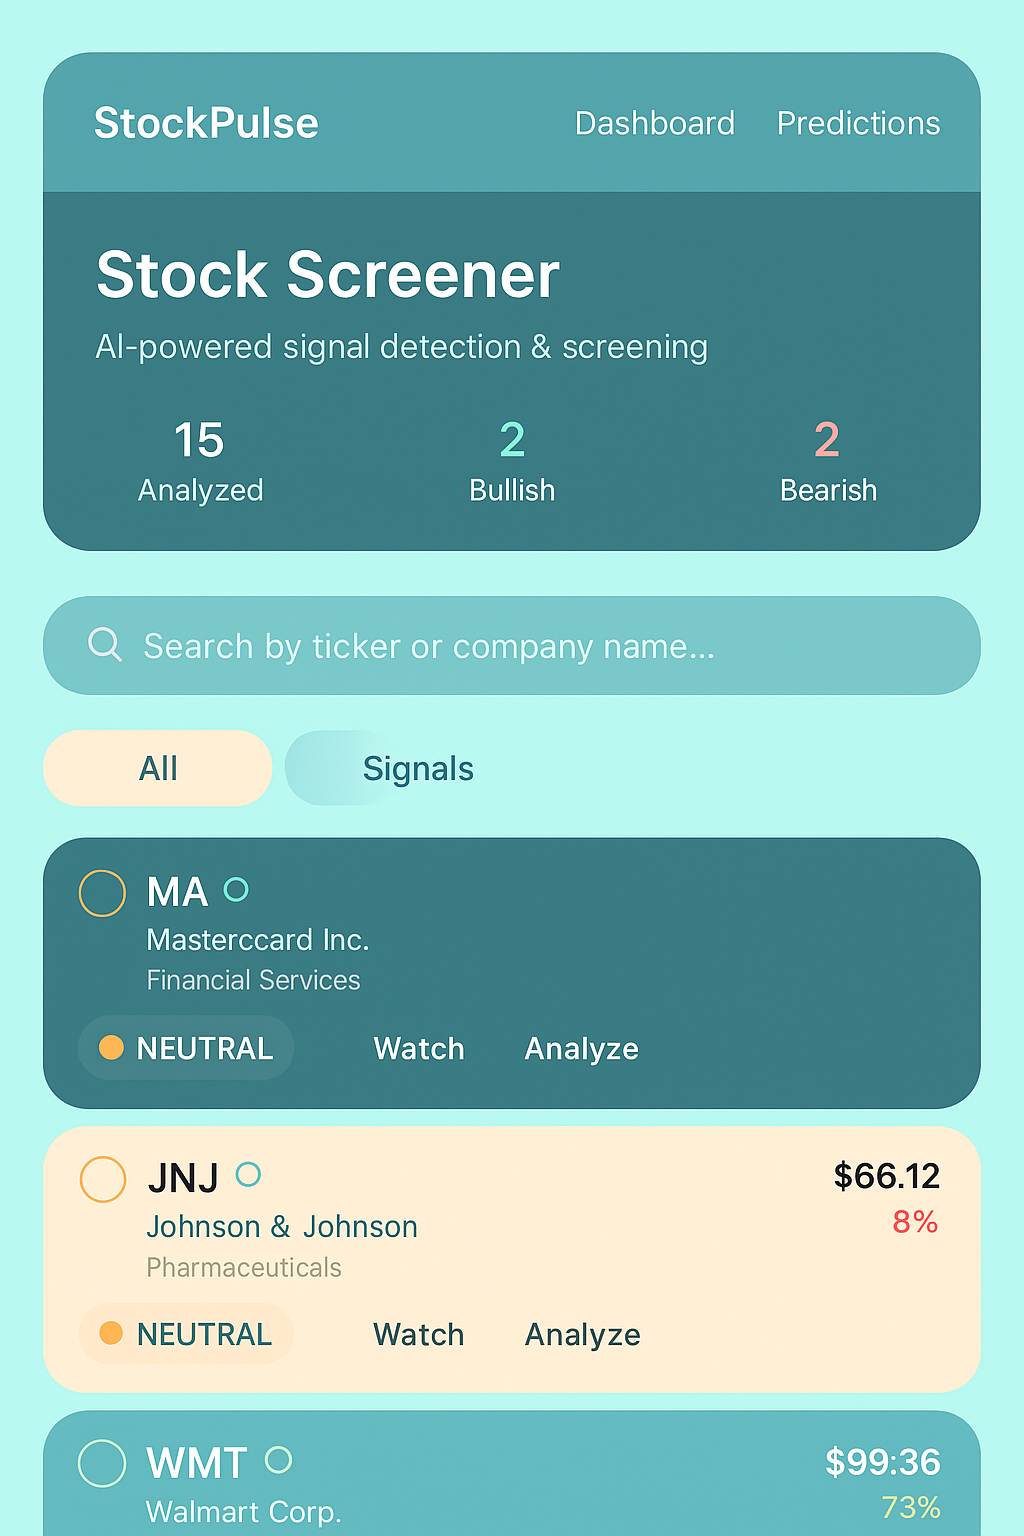 StockPulse Dashboard Predictions
Stock Screener
AI-powered signal detection & screening
15 2 2
Analyzed Bullish Bearish
Search by ticker or company name...
All Signals
MA
Masterccard Inc.
Financial Services
NEUTRAL Watch Analyze
JNJ $66.12
Johnson & Johnson 8%
Pharmaceuticals
NEUTRAL Watch Analyze
WMT $99:36
Walmart Corp. 73%